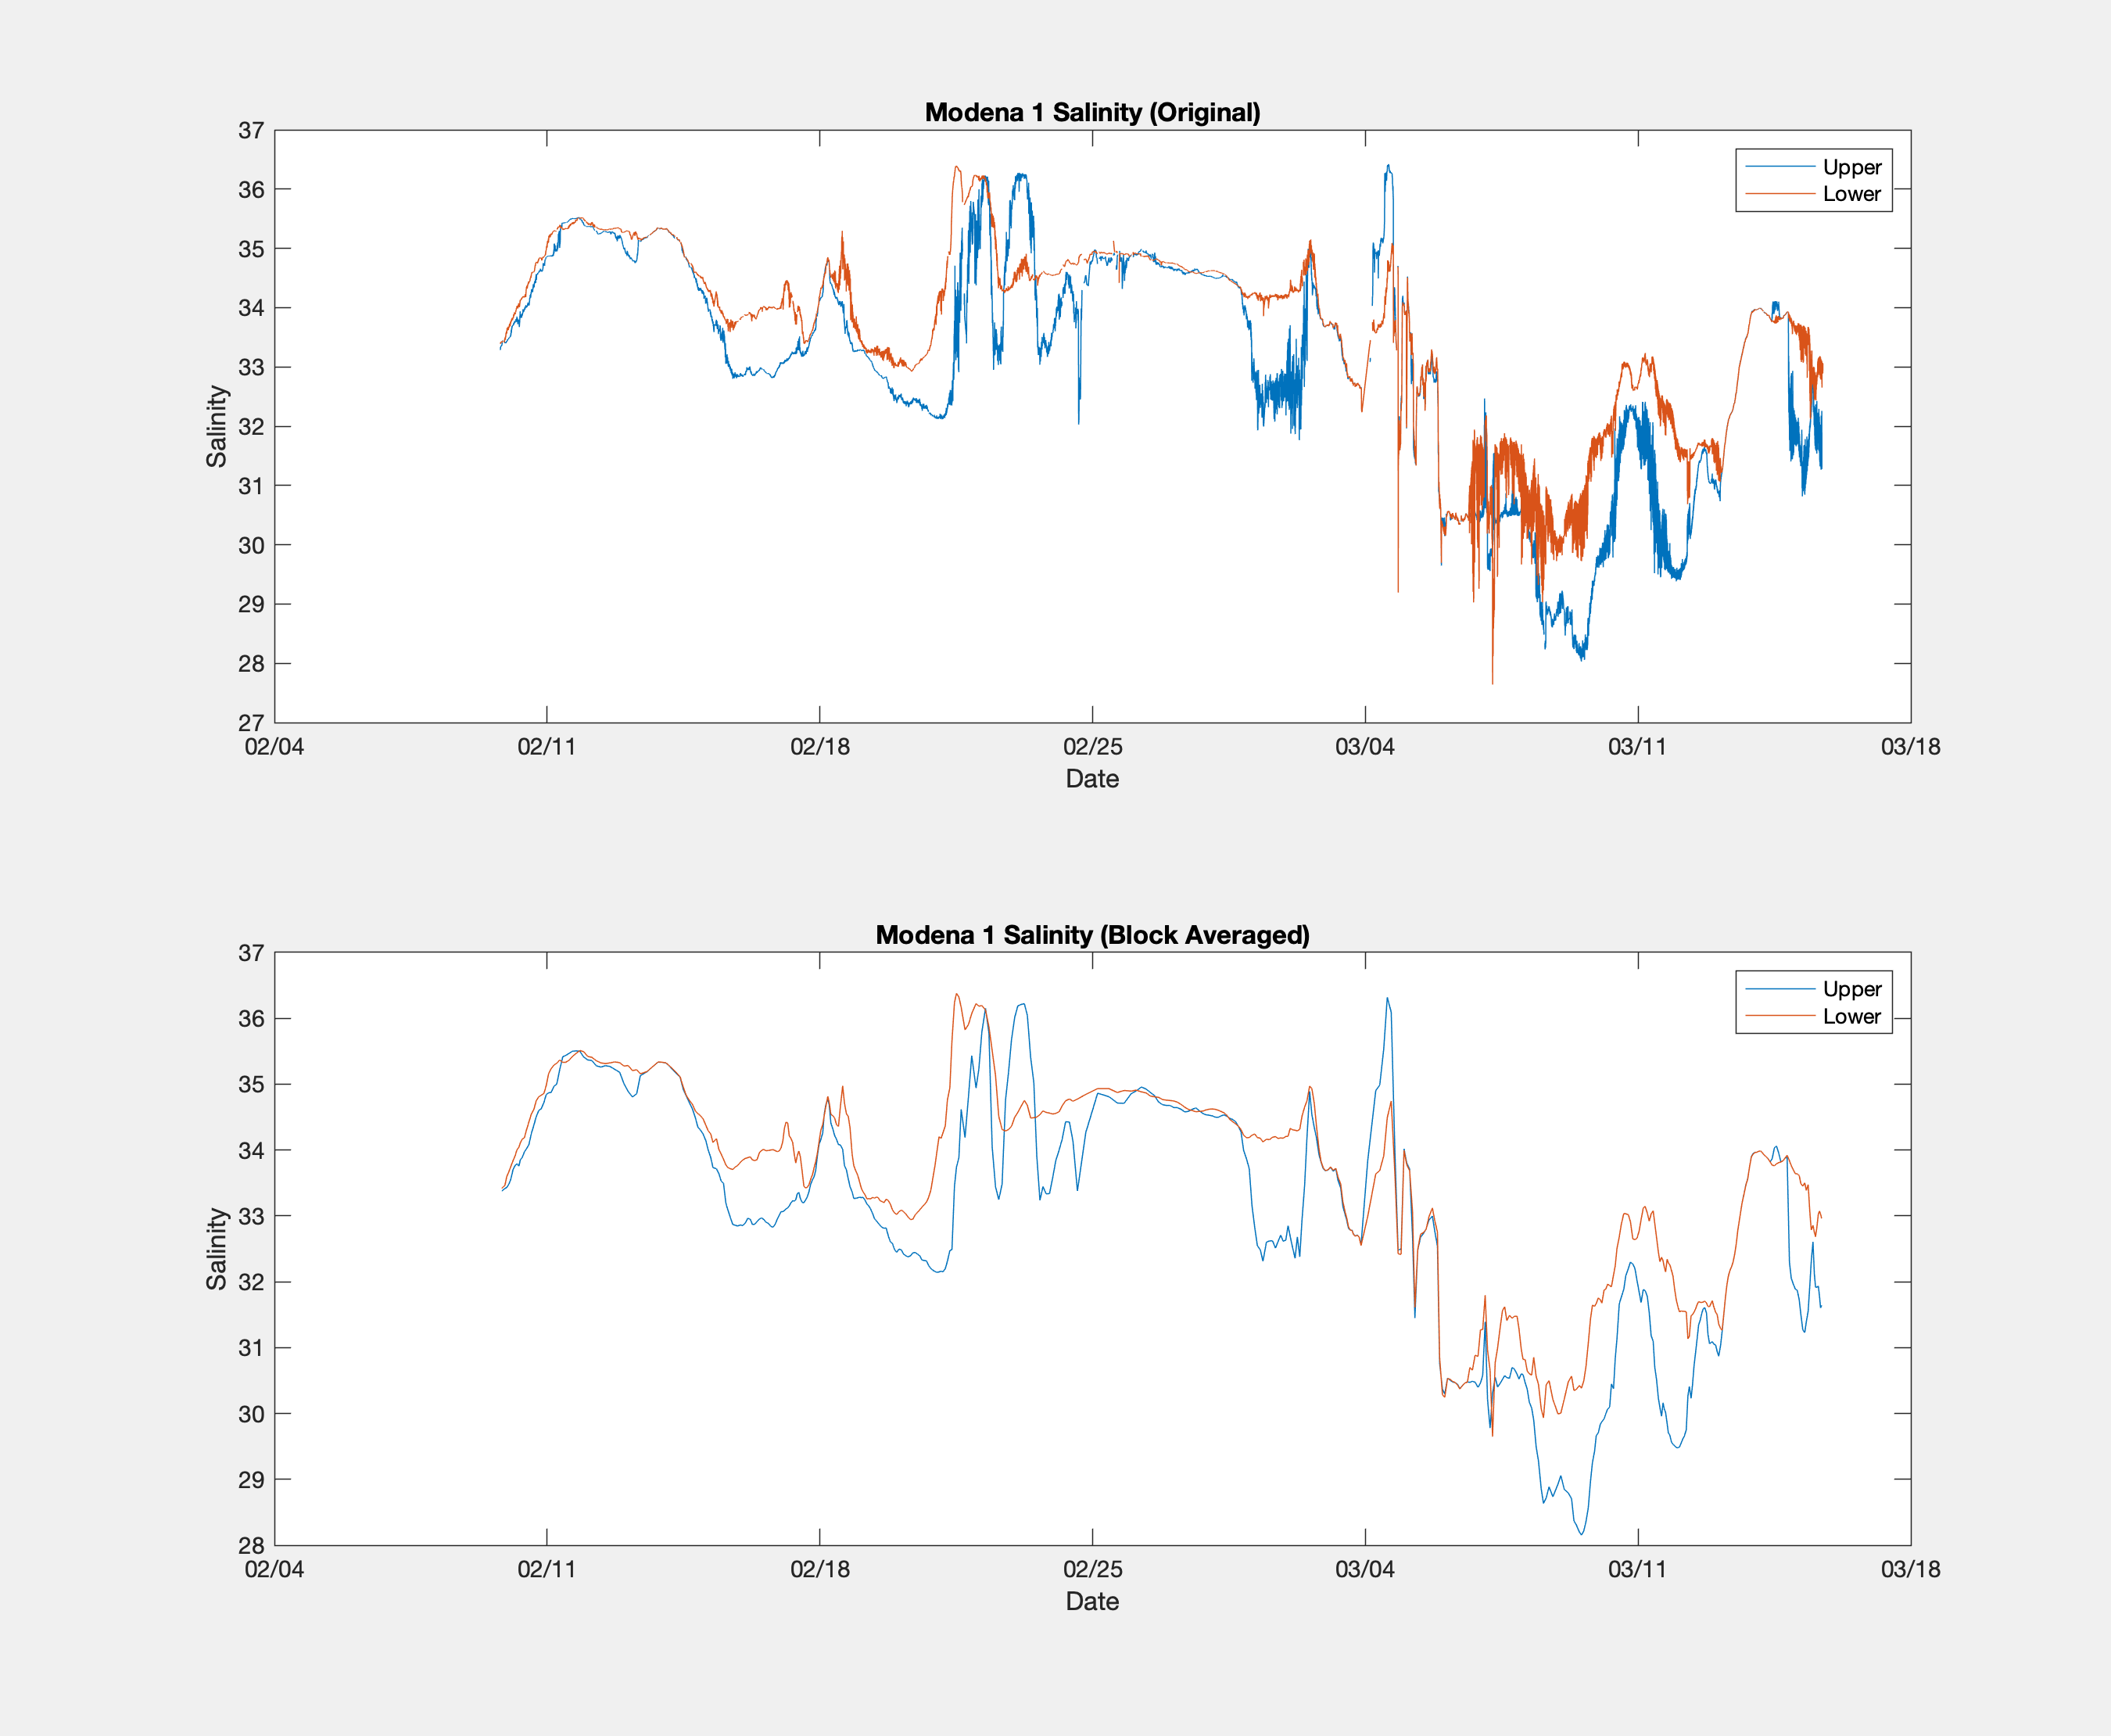 Modena 1 Salinity (Original)
37
36
35
34
33
32
31
30
29
28
27
Salinity
Upper
Lower
02/04 02/11 02/18 02/25 03/04 03/11 03/18
Date
Modena 1 Salinity (Block Averaged)
37
36
35
34
33
32
31
30
29
28
Salinity
Upper
Lower
02/04 02/11 02/18 02/25 03/04 03/11 03/18
Date